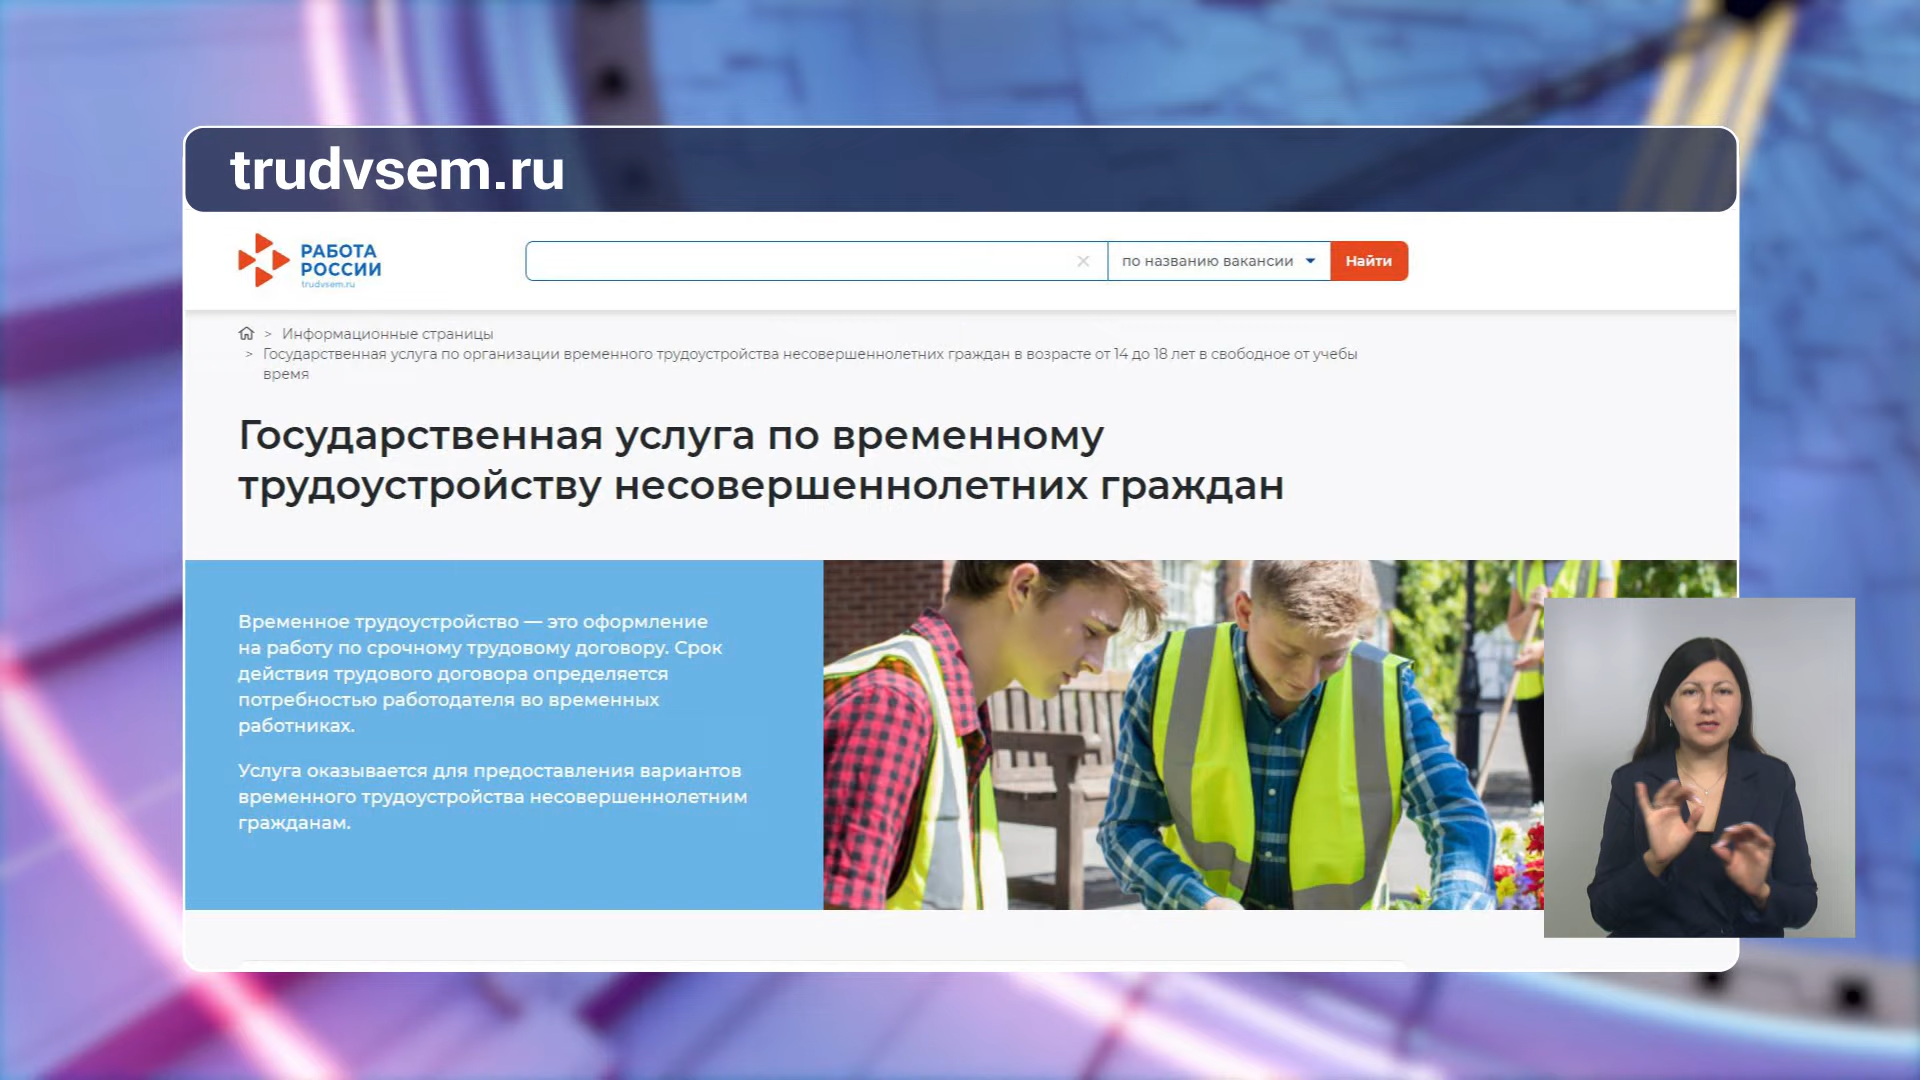 trudvsem.ru
РАБОТА
РОССИИ
trudvsem.ru
по названию вакансии
Найти
> Информационные страницы
> Государственная услуга по организации временного трудоустройства несовершеннолетних граждан в возрасте от 14 до 18 лет в свободное от учебы
время
Государственная услуга по временному
трудоустройству несовершеннолетних граждан
Временное трудоустройство — это оформление
на работу по срочному трудовому договору. Срок
действия трудового договора определяется
потребностью работодателя во временных
работниках.
Услуга оказывается для предоставления вариантов
временного трудоустройства несовершеннолетним
гражданам.